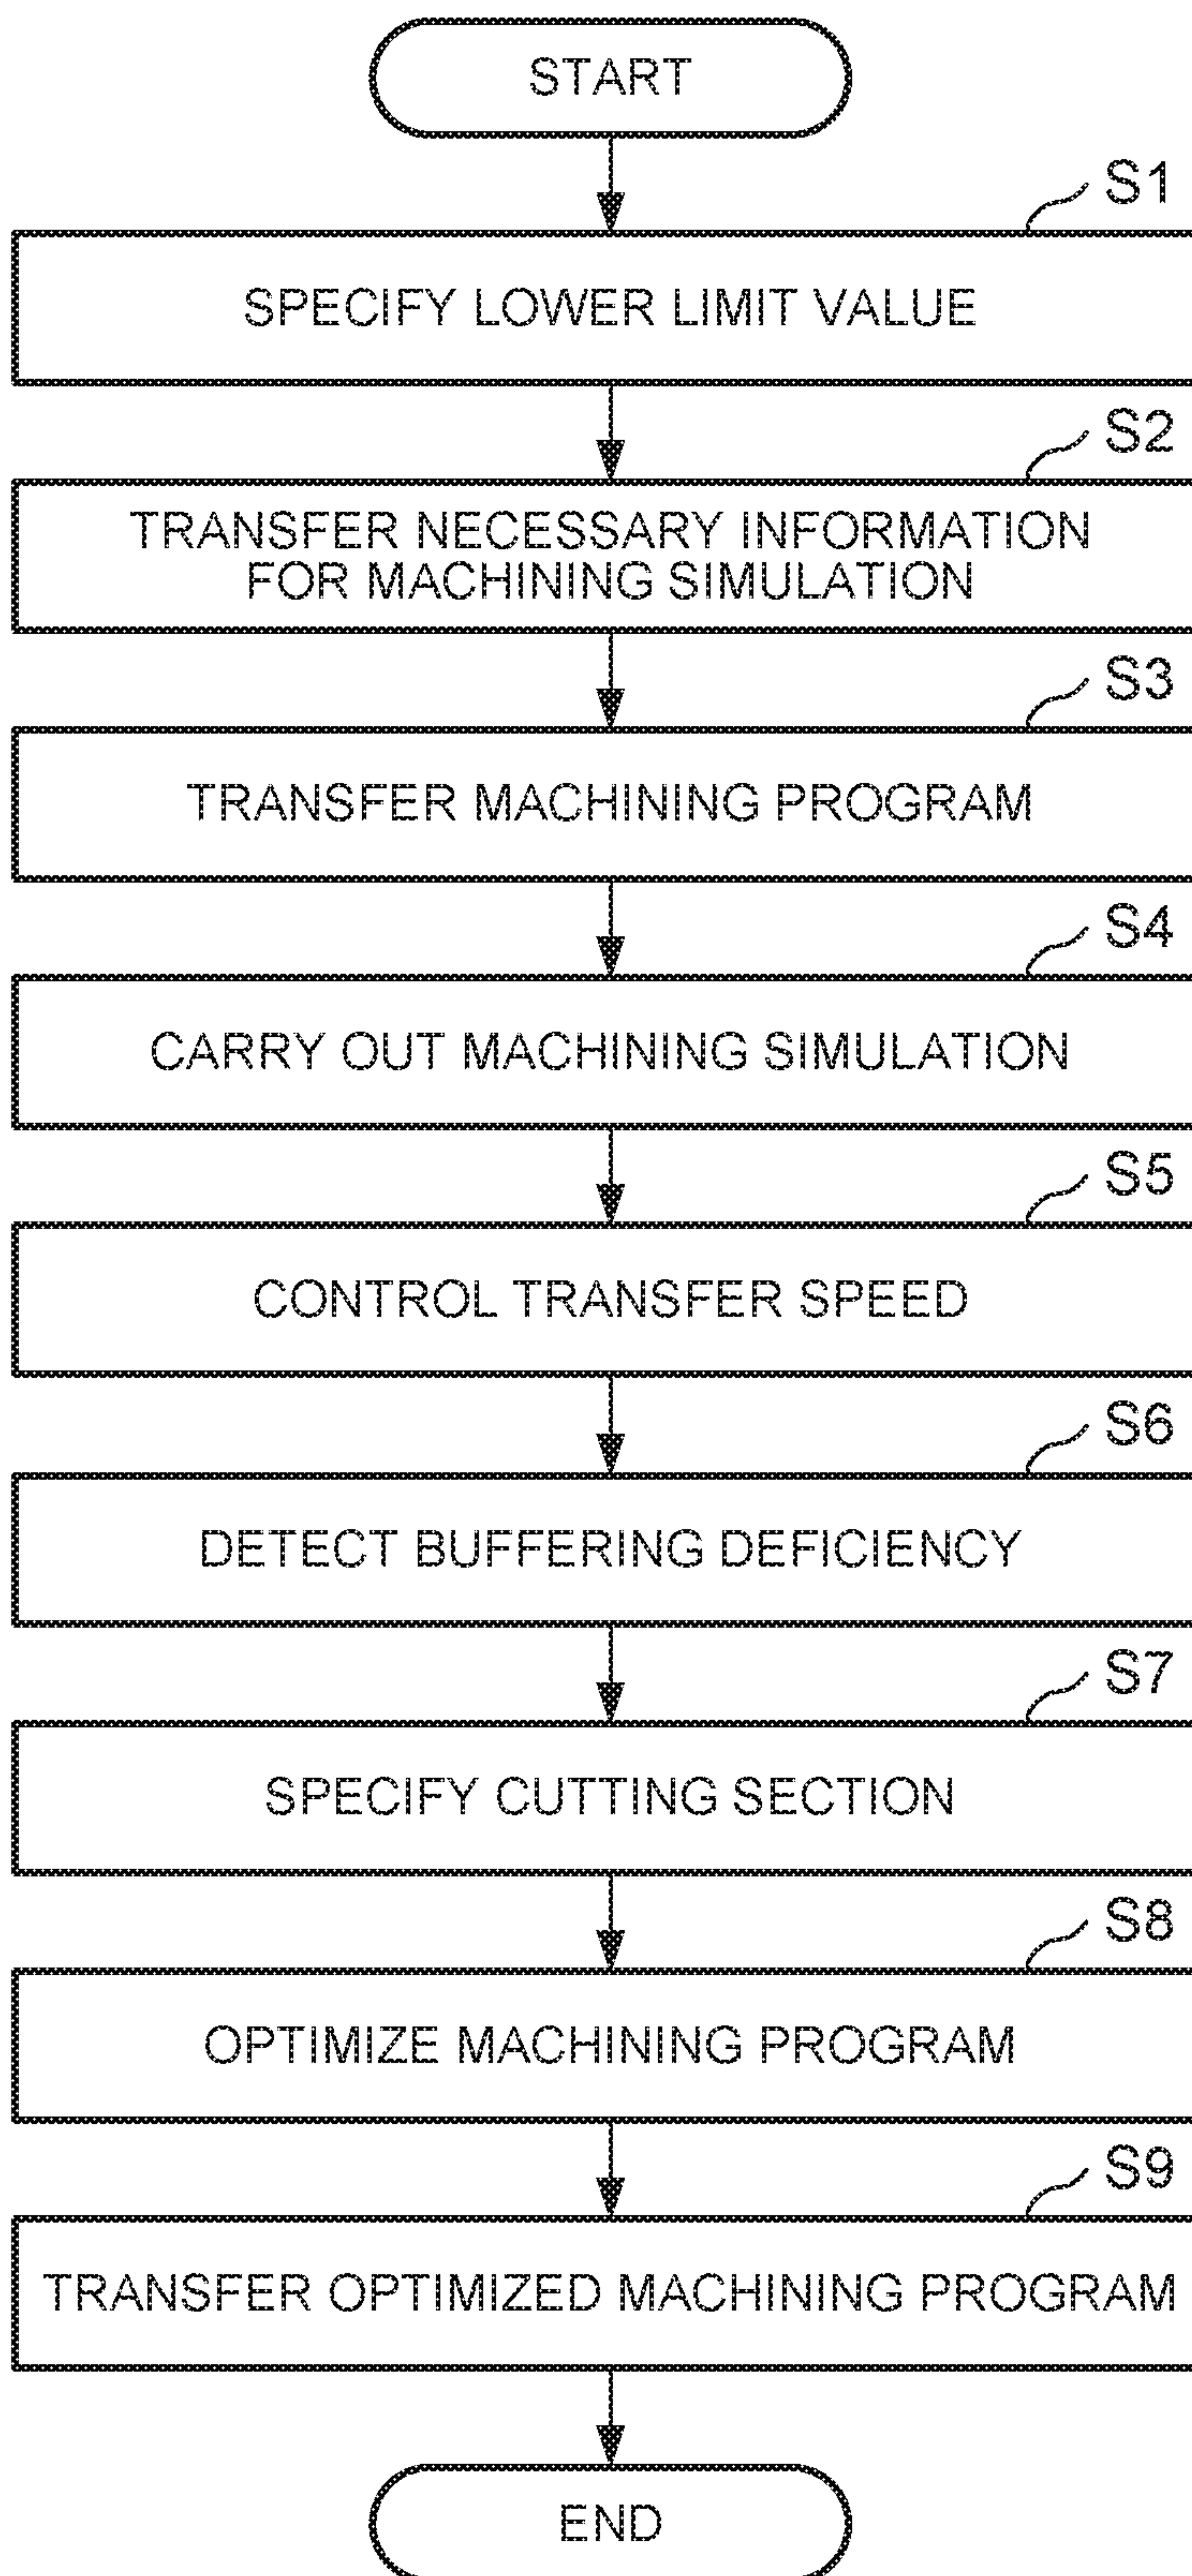 START
S1
SPECIFY LOWER LIMIT VALUE
S2
TRANSFER NECESSARY INFORMATION
FOR MACHINING SIMULATION
S3
TRANSFER MACHINING PROGRAM
S4
CARRY OUT MACHINING SIMULATION
S5
CONTROL TRANSFER SPEED
S6
DETECT BUFFERING DEFICIENCY
S7
SPECIFY CUTTING SECTION
S8
OPTIMIZE MACHINING PROGRAM
S9
TRANSFER OPTIMIZED MACHINING PROGRAM
END